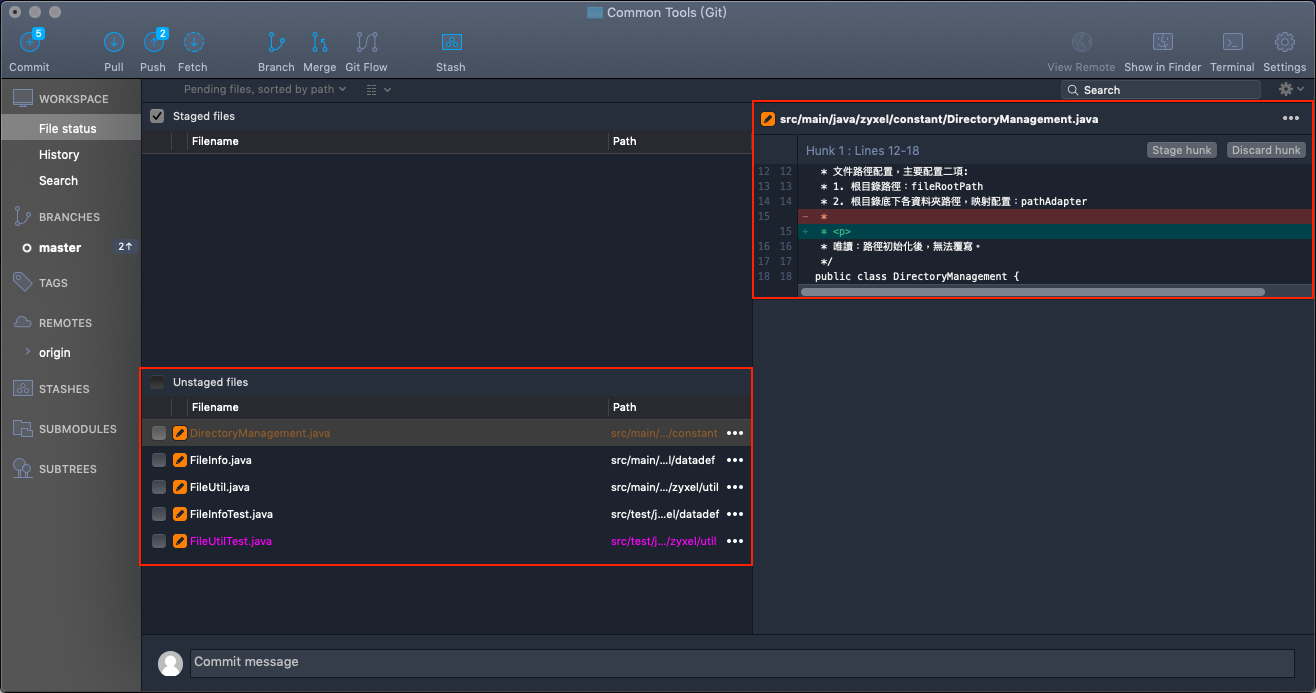 Common Tools (Git)
5
2
Commit
Pull
Push
Fetch
Branch
Merge
Git Flow
Stash
View Remote
Show in Finder
Terminal
Settings
WORKSPACE
File status
History
Search
BRANCHES
master 2↑
TAGS
REMOTES
origin
STASHES
SUBMODULES
SUBTREES
Pending files, sorted by path
Search
Staged files
Filename Path
Unstaged files
Filename Path
DirectoryManagement.java src/main/.../constant •••
FileInfo.java src/main/...l/datadef •••
FileUtil.java src/main/.../zyxel/util •••
FileInfoTest.java src/test/j...el/datadef •••
FileUtilTest.java src/test/j.../zyxel/util •••
src/main/java/zyxel/constant/DirectoryManagement.java •••
Hunk 1 : Lines 12-18 Stage hunk Discard hunk
12 12 * 文件路徑配置，主要配置二項:
13 13 * 1. 根目錄路徑：fileRootPath
14 14 * 2. 根目錄底下各資料夾路徑，映射配置：pathAdapter
15 - *
15 + * <p>
16 16 * 唯讀：路徑初始化後，無法覆寫。
17 17 */
18 18 public class DirectoryManagement {
Commit message